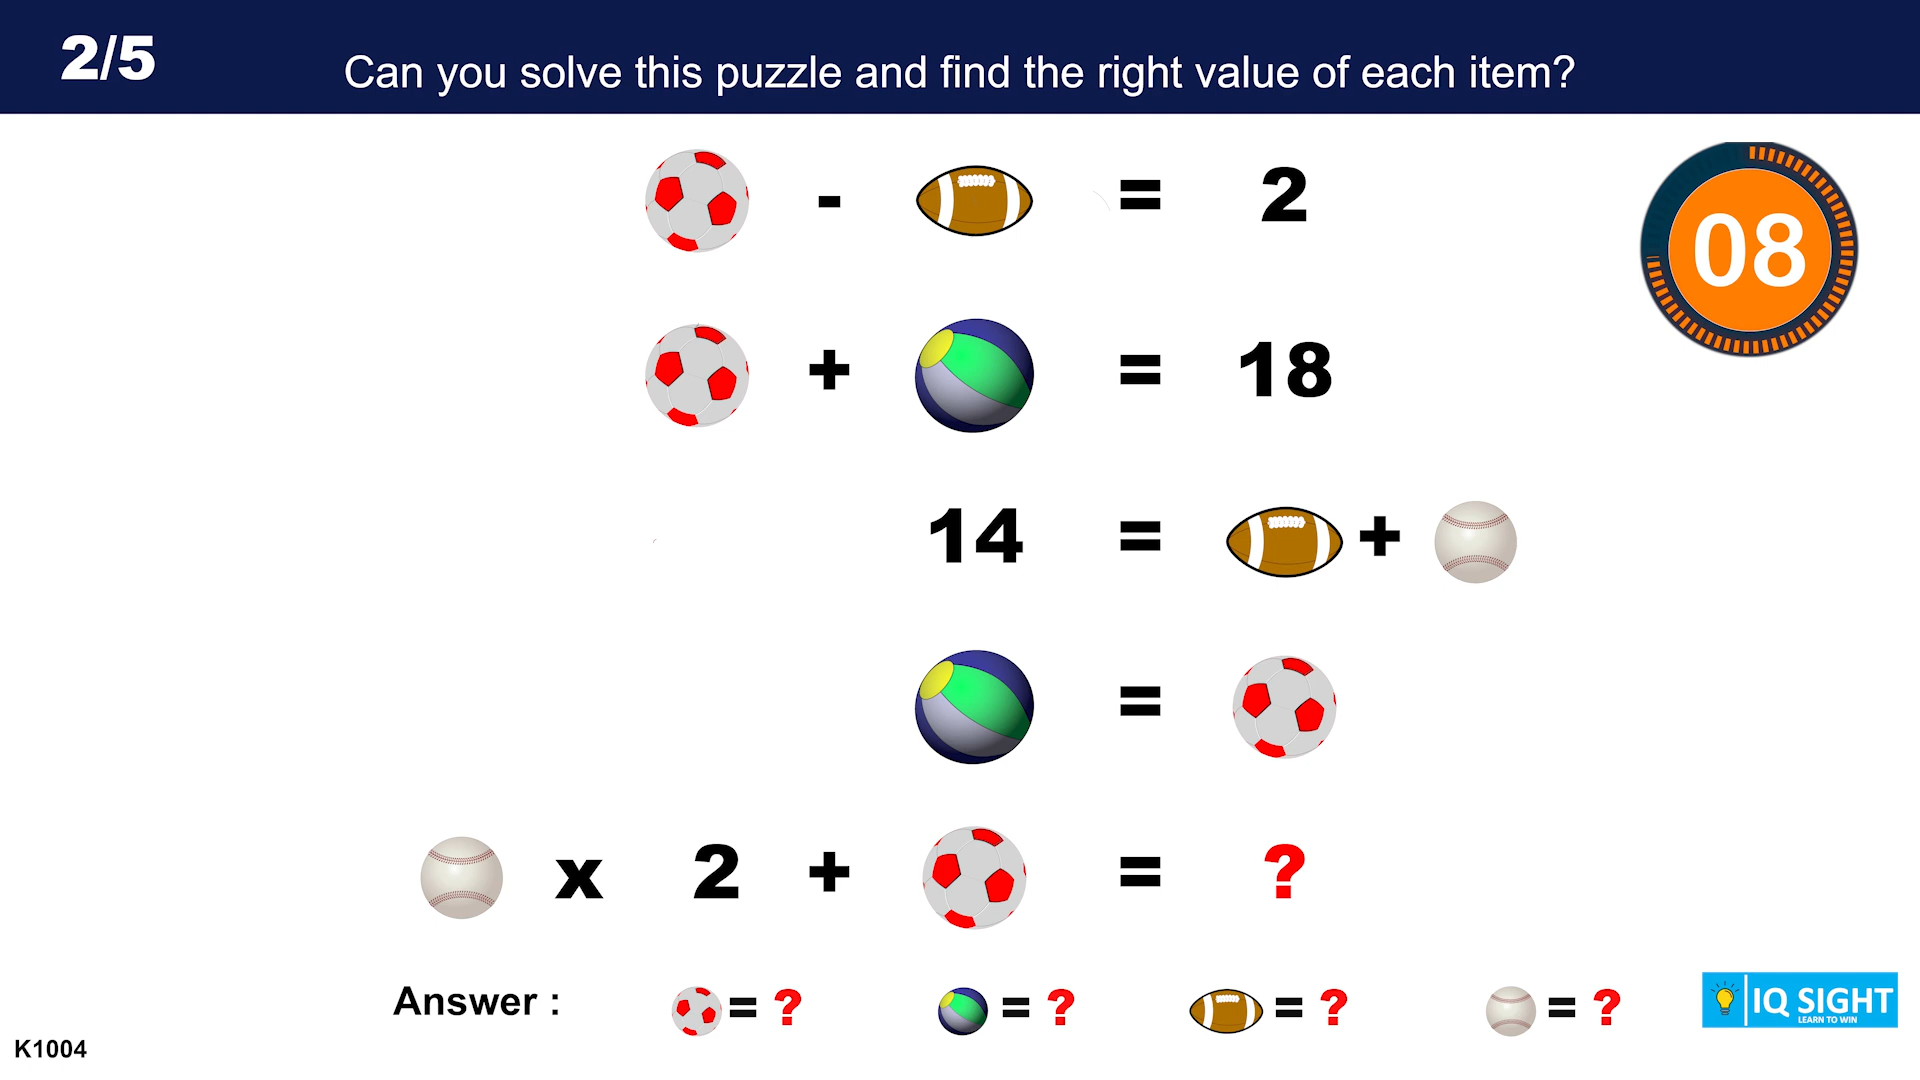 2/5
Can you solve this puzzle and find the right value of each item?
08
- = 2
+ = 18
14 = +
=
x 2 + = ?
Answer : = ? = ? = ? = ?
IQ SIGHT
LEARN TO WIN
K1004